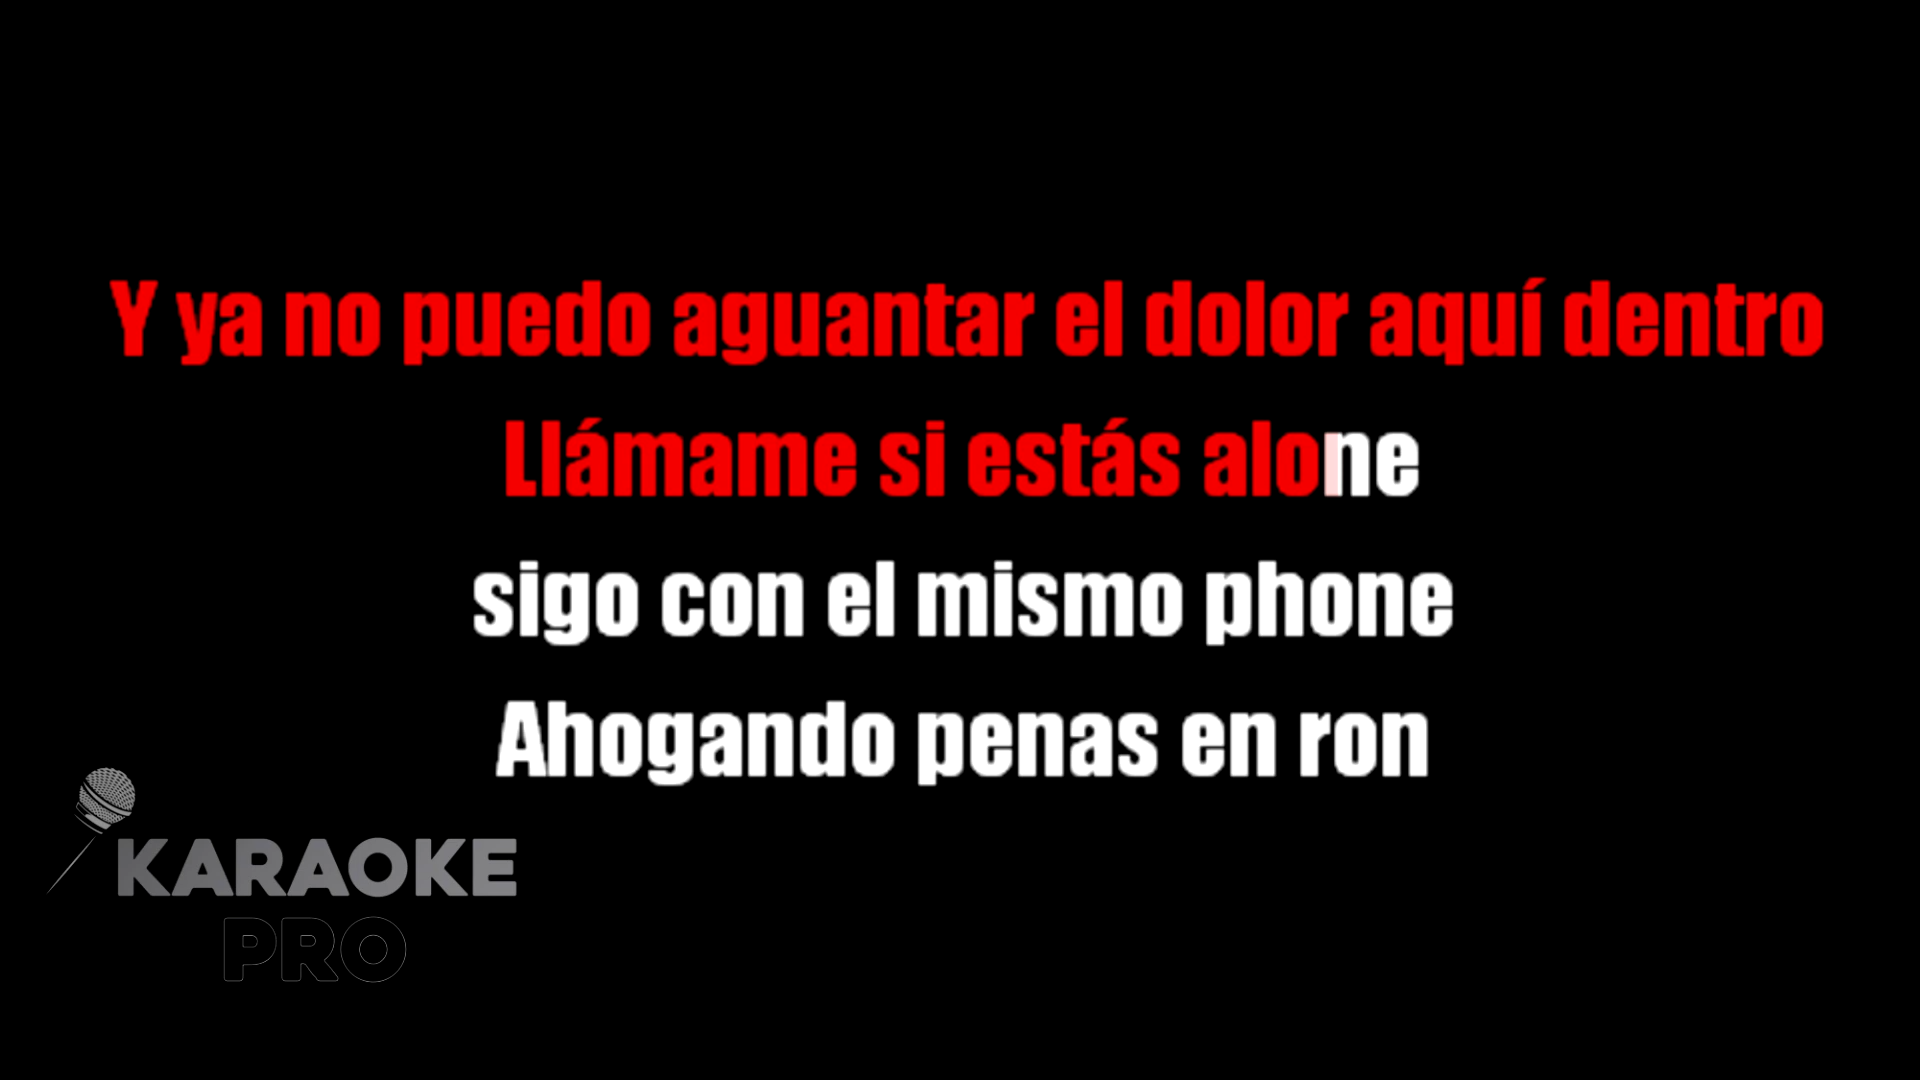 Y ya no puedo aguantar el dolor aquí dentro
Llámame si estás alone
sigo con el mismo phone
Ahogando penas en ron
KARAOKE
PRO